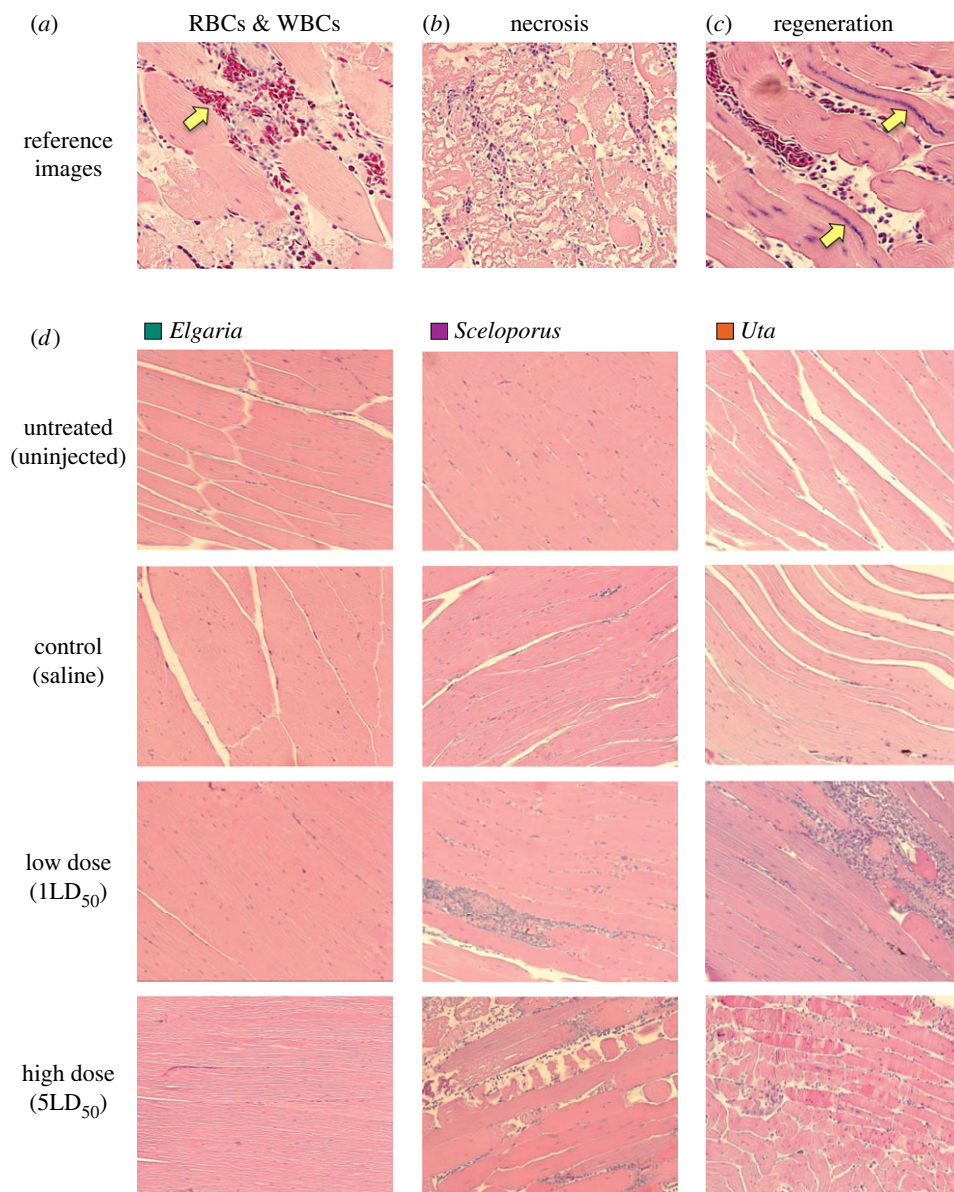 (a) RBCs & WBCs
(b) necrosis
(c) regeneration
reference
images
(d) Elgaria
Sceloporus
Uta
untreated
(uninjected)
control
(saline)
low dose
(1LD50)
high dose
(5LD50)